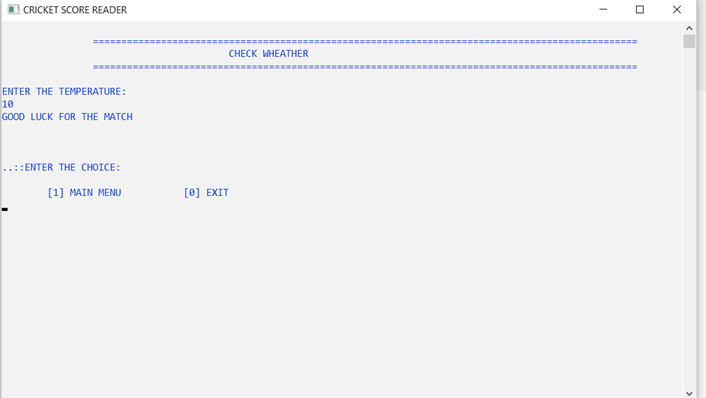 CRICKET SCORE READER
================================================================================================
CHECK WHEATHER
================================================================================================
ENTER THE TEMPERATURE:
10
GOOD LUCK FOR THE MATCH
..::ENTER THE CHOICE:
[1] MAIN MENU [0] EXIT